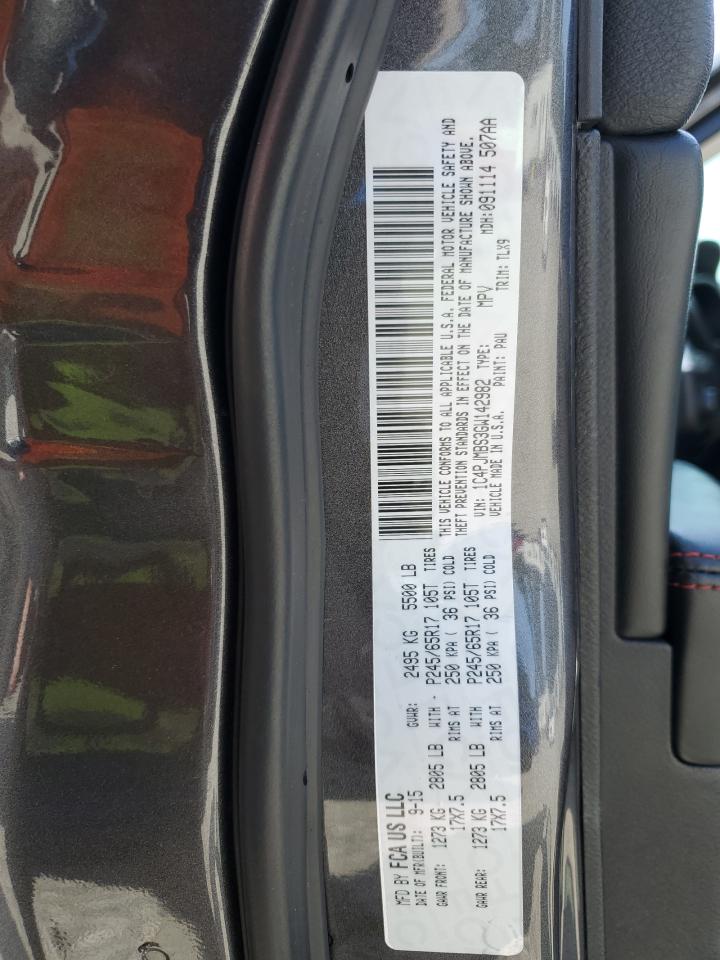 MFD BY FCA US LLC
DATE OF MFR(BUILT): 9-15 GVWR: 2495 KG 5500 LB
GAWR FRONT: 1273 KG 2805 LB WITH - P245/65R17 105T TIRES
17X7.5 RIMS AT 250 KPA ( 36 PSI) COLD
GAWR REAR: 1273 KG 2805 LB WITH P245/65R17 105T TIRES
17X7.5 RIMS AT 250 KPA ( 36 PSI) COLD
THIS VEHICLE CONFORMS TO ALL APPLICABLE U.S.A. FEDERAL MOTOR VEHICLE SAFETY AND
THEFT PREVENTION STANDARDS IN EFFECT ON THE DATE OF MANUFACTURE SHOWN ABOVE.
VIN: 1C4PJMBS3GW142982 TYPE: MPV MDH:091114 507AA
VEHICLE MADE IN U.S.A. PAINT: PAU TRIM: TLX9